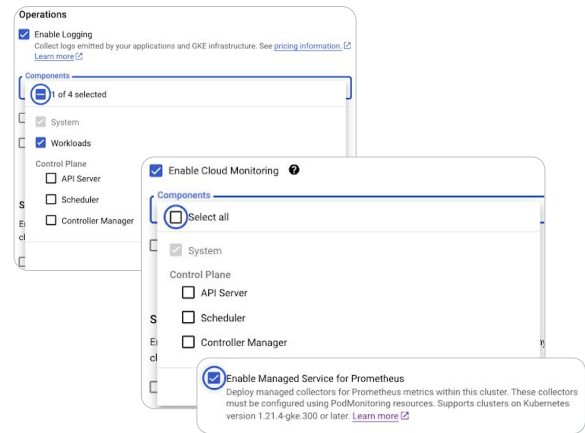 Operations
Enable Logging
Collect logs emitted by your applications and GKE infrastructure. See pricing information.
Learn more
Components
1 of 4 selected
System
Workloads
Control Plane
API Server
Scheduler
Controller Manager
Enable Cloud Monitoring
Components
Select all
System
Control Plane
API Server
Scheduler
Controller Manager
Enable Managed Service for Prometheus
Deploy managed collectors for Prometheus metrics within this cluster. These collectors
must be configured using PodMonitoring resources. Supports clusters on Kubernetes
version 1.21.4-gke.300 or later. Learn more